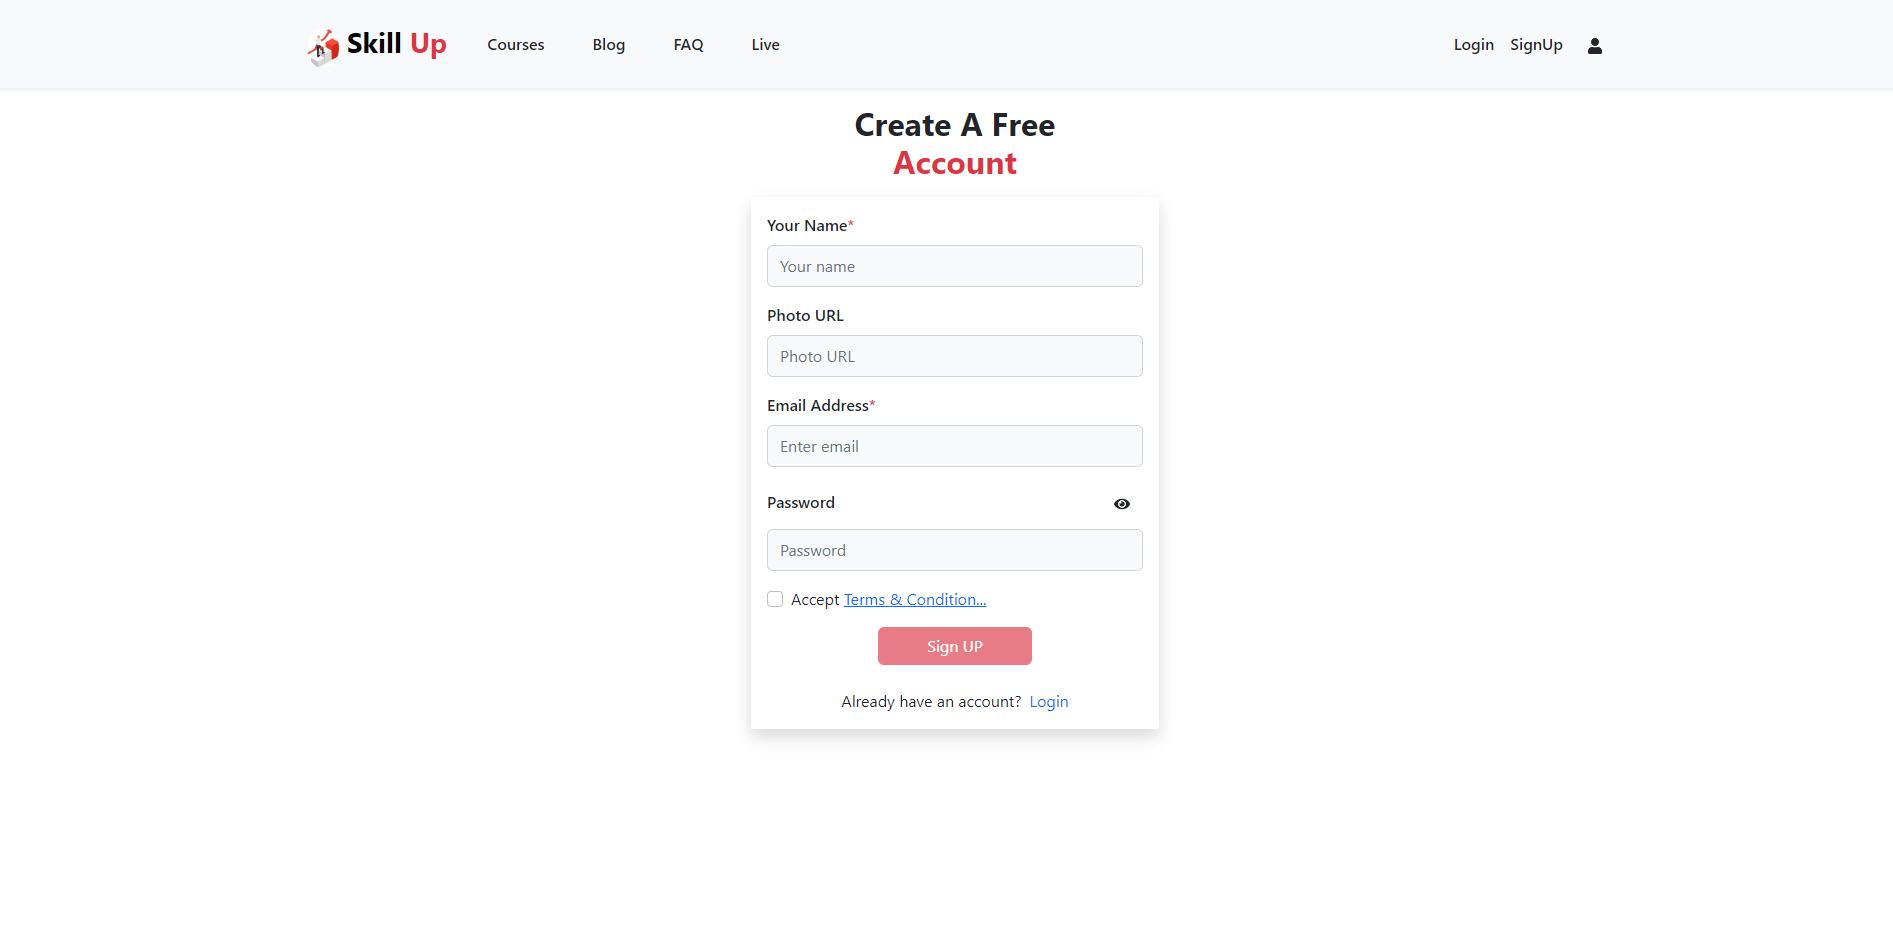 Skill Up Courses Blog FAQ Live Login SignUp
Create A Free
Account
Your Name*
Your name
Photo URL
Photo URL
Email Address*
Enter email
Password
Password
Accept Terms & Condition...
Sign UP
Already have an account? Login